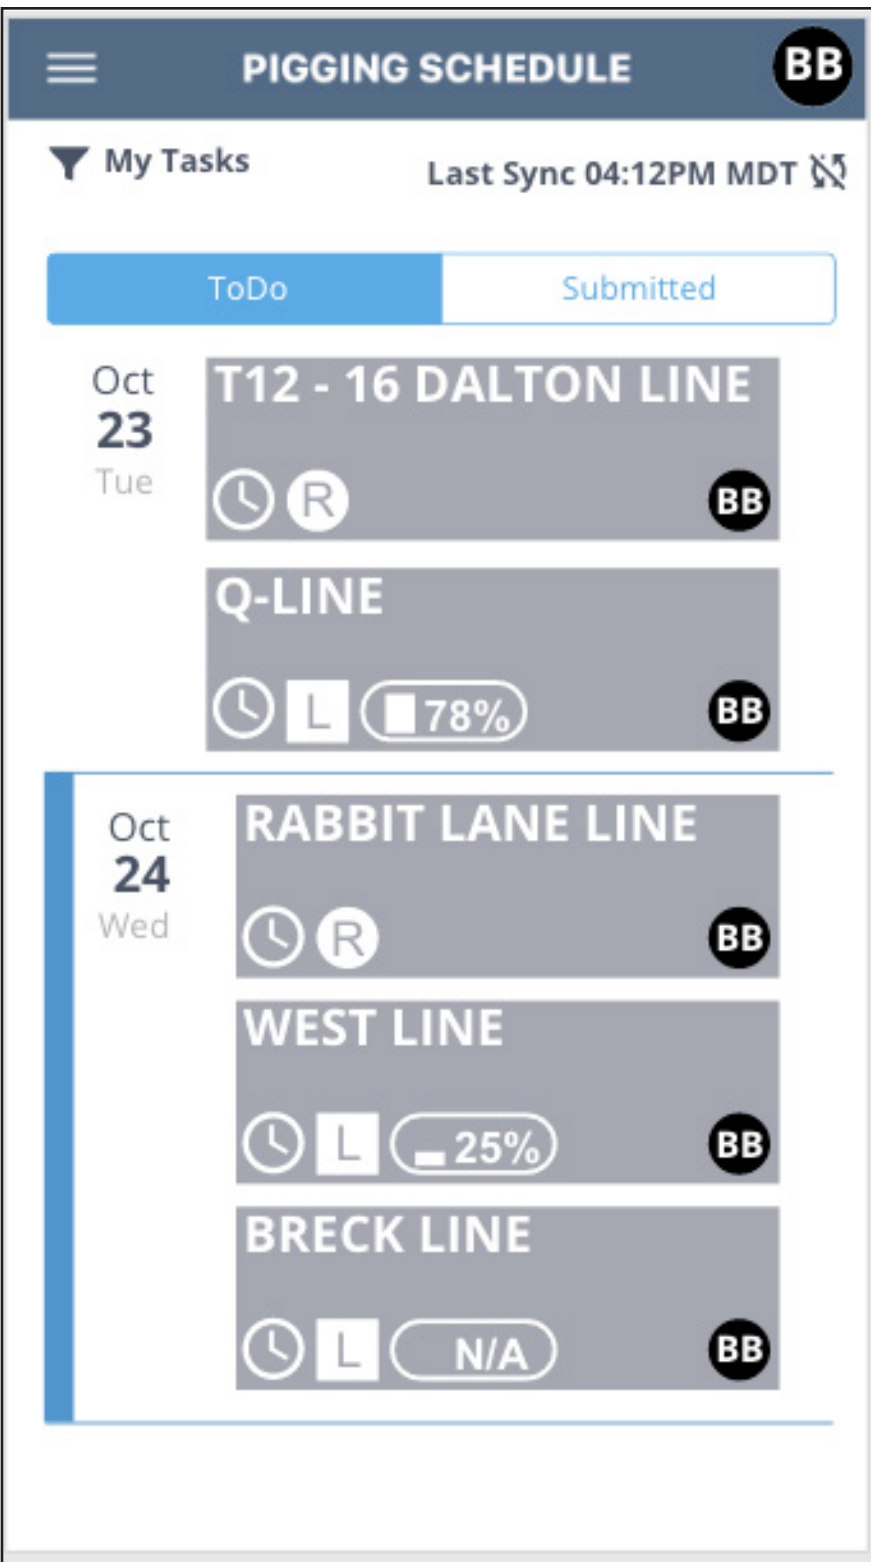 PIGGING SCHEDULE
BB
My Tasks
Last Sync 04:12PM MDT
ToDo
Submitted
Oct
23
Tue
T12 - 16 DALTON LINE
R
BB
Q-LINE
L
78%
BB
Oct
24
Wed
RABBIT LANE LINE
R
BB
WEST LINE
L
25%
BB
BRECK LINE
L
N/A
BB